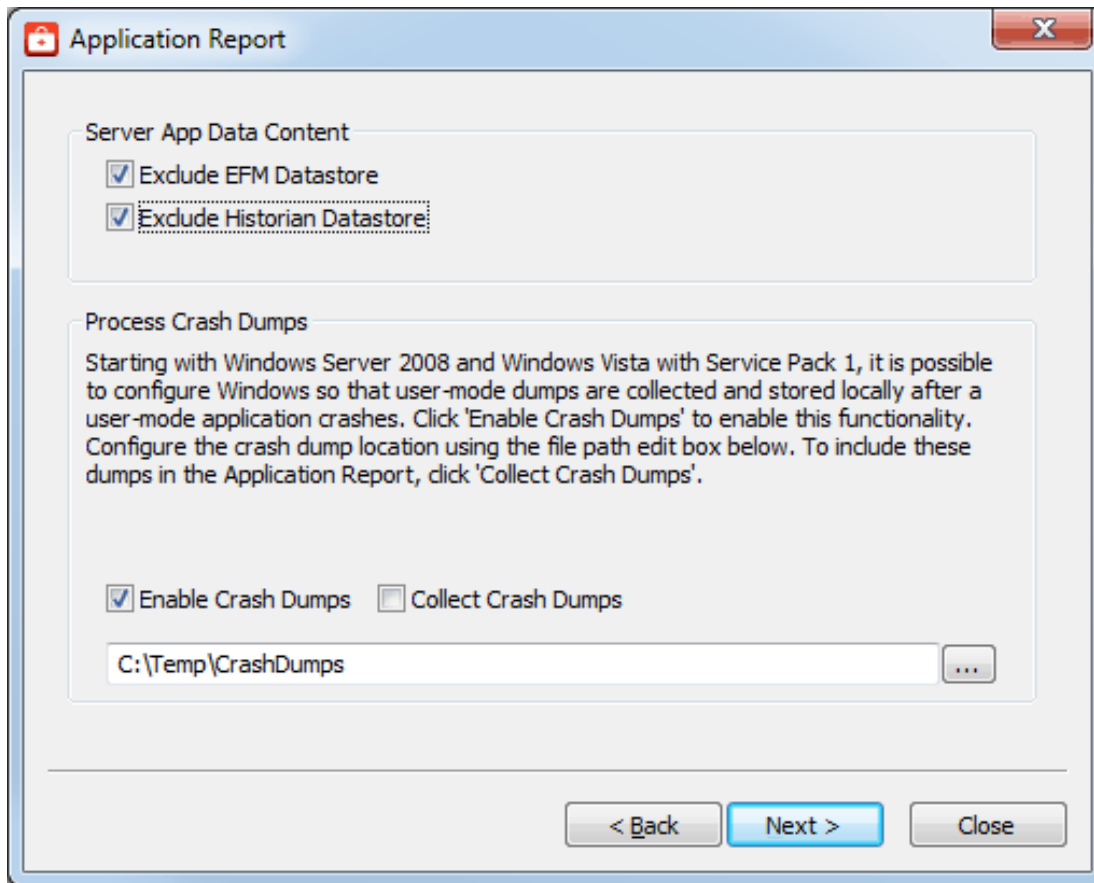 Application Report
Server App Data Content
Exclude EFM Datastore
Exclude Historian Datastore
Process Crash Dumps
Starting with Windows Server 2008 and Windows Vista with Service Pack 1, it is possible
to configure Windows so that user-mode dumps are collected and stored locally after a
user-mode application crashes. Click 'Enable Crash Dumps' to enable this functionality.
Configure the crash dump location using the file path edit box below. To include these
dumps in the Application Report, click 'Collect Crash Dumps'.
Enable Crash Dumps Collect Crash Dumps
C:\Temp\CrashDumps ...
< Back Next > Close